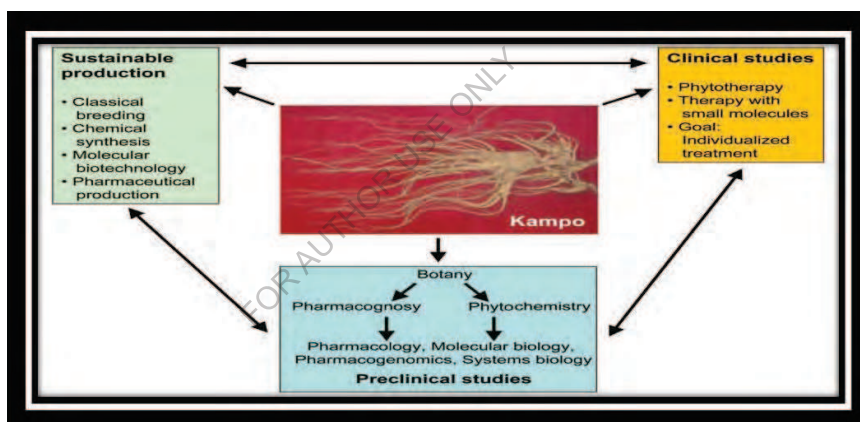 Sustainable
production
• Classical
breeding
• Chemical
synthesis
• Molecular
biotechnology
• Pharmaceutical
production
Clinical studies
• Phytotherapy
• Therapy with
small molecules
• Goal:
Individualized
treatment
Kampo
Botany
Pharmacognosy
Phytochemistry
Pharmacology, Molecular biology,
Pharmacogenomics, Systems biology
Preclinical studies
FOR AUTHOR USE ONLY